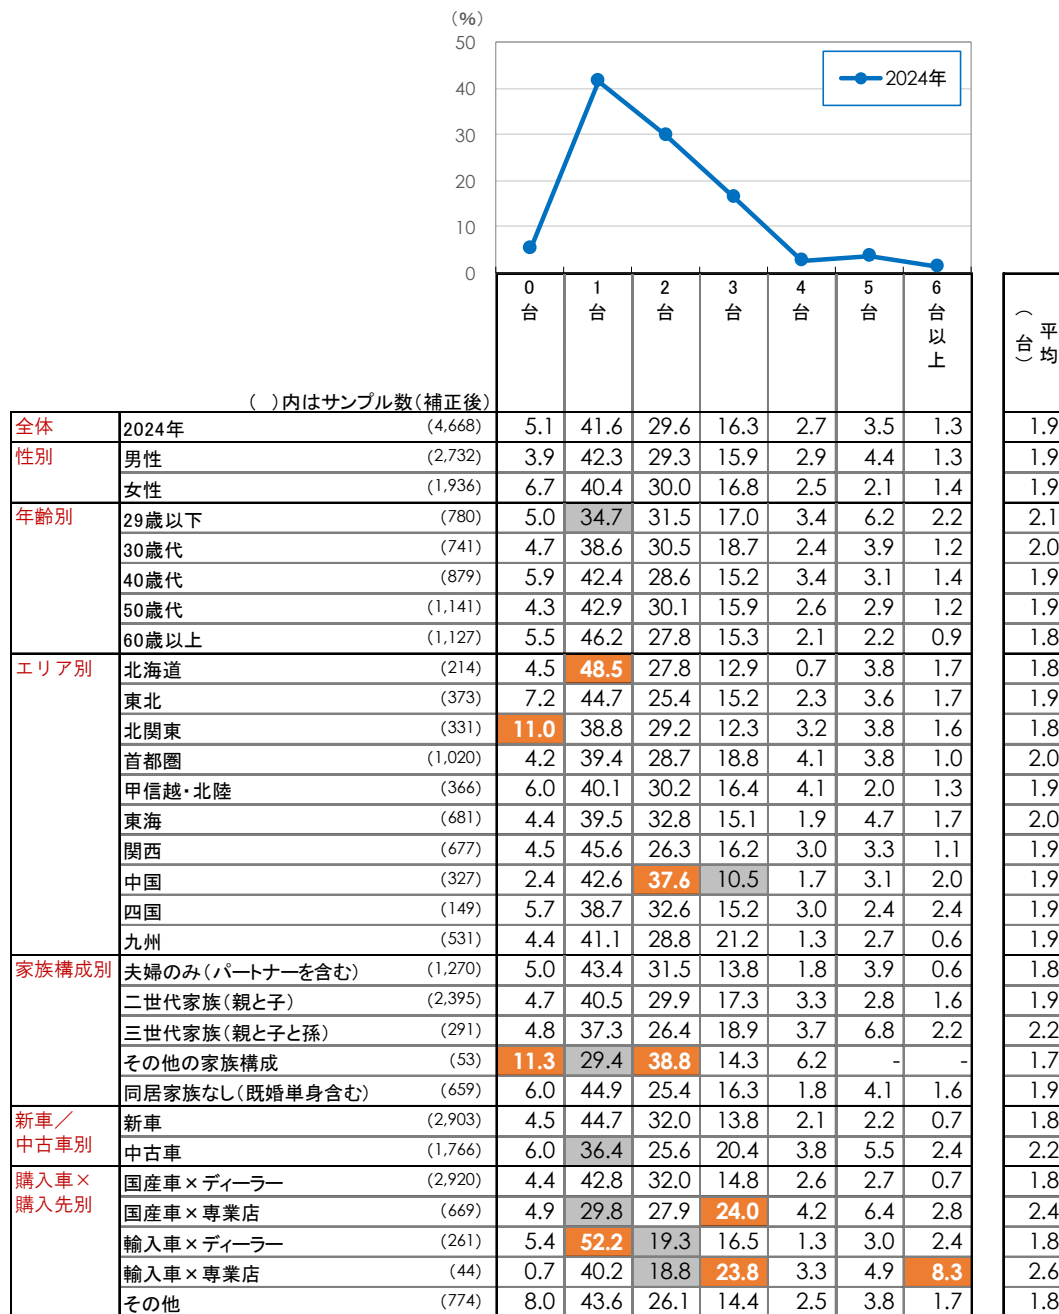 (%)
50
40
30
20
10
0
2024年
0台 1台 2台 3台 4台 5台 6台以上 平均（台）
( )内はサンプル数(補正後)
全体 2024年 (4,668) 5.1 41.6 29.6 16.3 2.7 3.5 1.3 1.9
性別 男性 (2,732) 3.9 42.3 29.3 15.9 2.9 4.4 1.3 1.9
女性 (1,936) 6.7 40.4 30.0 16.8 2.5 2.1 1.4 1.9
年齢別 29歳以下 (780) 5.0 34.7 31.5 17.0 3.4 6.2 2.2 2.1
30歳代 (741) 4.7 38.6 30.5 18.7 2.4 3.9 1.2 2.0
40歳代 (879) 5.9 42.4 28.6 15.2 3.4 3.1 1.4 1.9
50歳代 (1,141) 4.3 42.9 30.1 15.9 2.6 2.9 1.2 1.9
60歳以上 (1,127) 5.5 46.2 27.8 15.3 2.1 2.2 0.9 1.8
エリア別 北海道 (214) 4.5 48.5 27.8 12.9 0.7 3.8 1.7 1.8
東北 (373) 7.2 44.7 25.4 15.2 2.3 3.6 1.7 1.9
北関東 (331) 11.0 38.8 29.2 12.3 3.2 3.8 1.6 1.8
首都圏 (1,020) 4.2 39.4 28.7 18.8 4.1 3.8 1.0 2.0
甲信越・北陸 (366) 6.0 40.1 30.2 16.4 4.1 2.0 1.3 1.9
東海 (681) 4.4 39.5 32.8 15.1 1.9 4.7 1.7 2.0
関西 (677) 4.5 45.6 26.3 16.2 3.0 3.3 1.1 1.9
中国 (327) 2.4 42.6 37.6 10.5 1.7 3.1 2.0 1.9
四国 (149) 5.7 38.7 32.6 15.2 3.0 2.4 2.4 1.9
九州 (531) 4.4 41.1 28.8 21.2 1.3 2.7 0.6 1.9
家族構成別 夫婦のみ(パートナーを含む) (1,270) 5.0 43.4 31.5 13.8 1.8 3.9 0.6 1.8
二世代家族(親と子) (2,395) 4.7 40.5 29.9 17.3 3.3 2.8 1.6 1.9
三世代家族(親と子と孫) (291) 4.8 37.3 26.4 18.9 3.7 6.8 2.2 2.2
その他の家族構成 (53) 11.3 29.4 38.8 14.3 6.2 - - 1.7
同居家族なし(既婚単身含む) (659) 6.0 44.9 25.4 16.3 1.8 4.1 1.6 1.9
新車／中古車別 新車 (2,903) 4.5 44.7 32.0 13.8 2.1 2.2 0.7 1.8
中古車 (1,766) 6.0 36.4 25.6 20.4 3.8 5.5 2.4 2.2
購入車×購入先別 国産車×ディーラー (2,920) 4.4 42.8 32.0 14.8 2.6 2.7 0.7 1.8
国産車×専業店 (669) 4.9 29.8 27.9 24.0 4.2 6.4 2.8 2.4
輸入車×ディーラー (261) 5.4 52.2 19.3 16.5 1.3 3.0 2.4 1.8
輸入車×専業店 (44) 0.7 40.2 18.8 23.8 3.3 4.9 8.3 2.6
その他 (774) 8.0 43.6 26.1 14.4 2.5 3.8 1.7 1.8